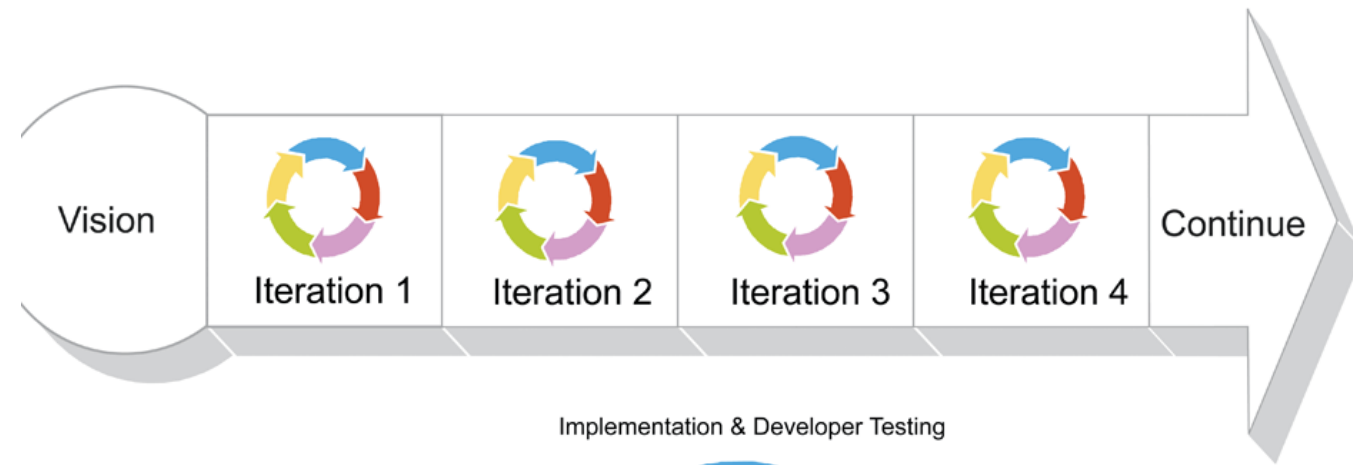 Vision
Iteration 1
Iteration 2
Iteration 3
Iteration 4
Continue
Implementation & Developer Testing